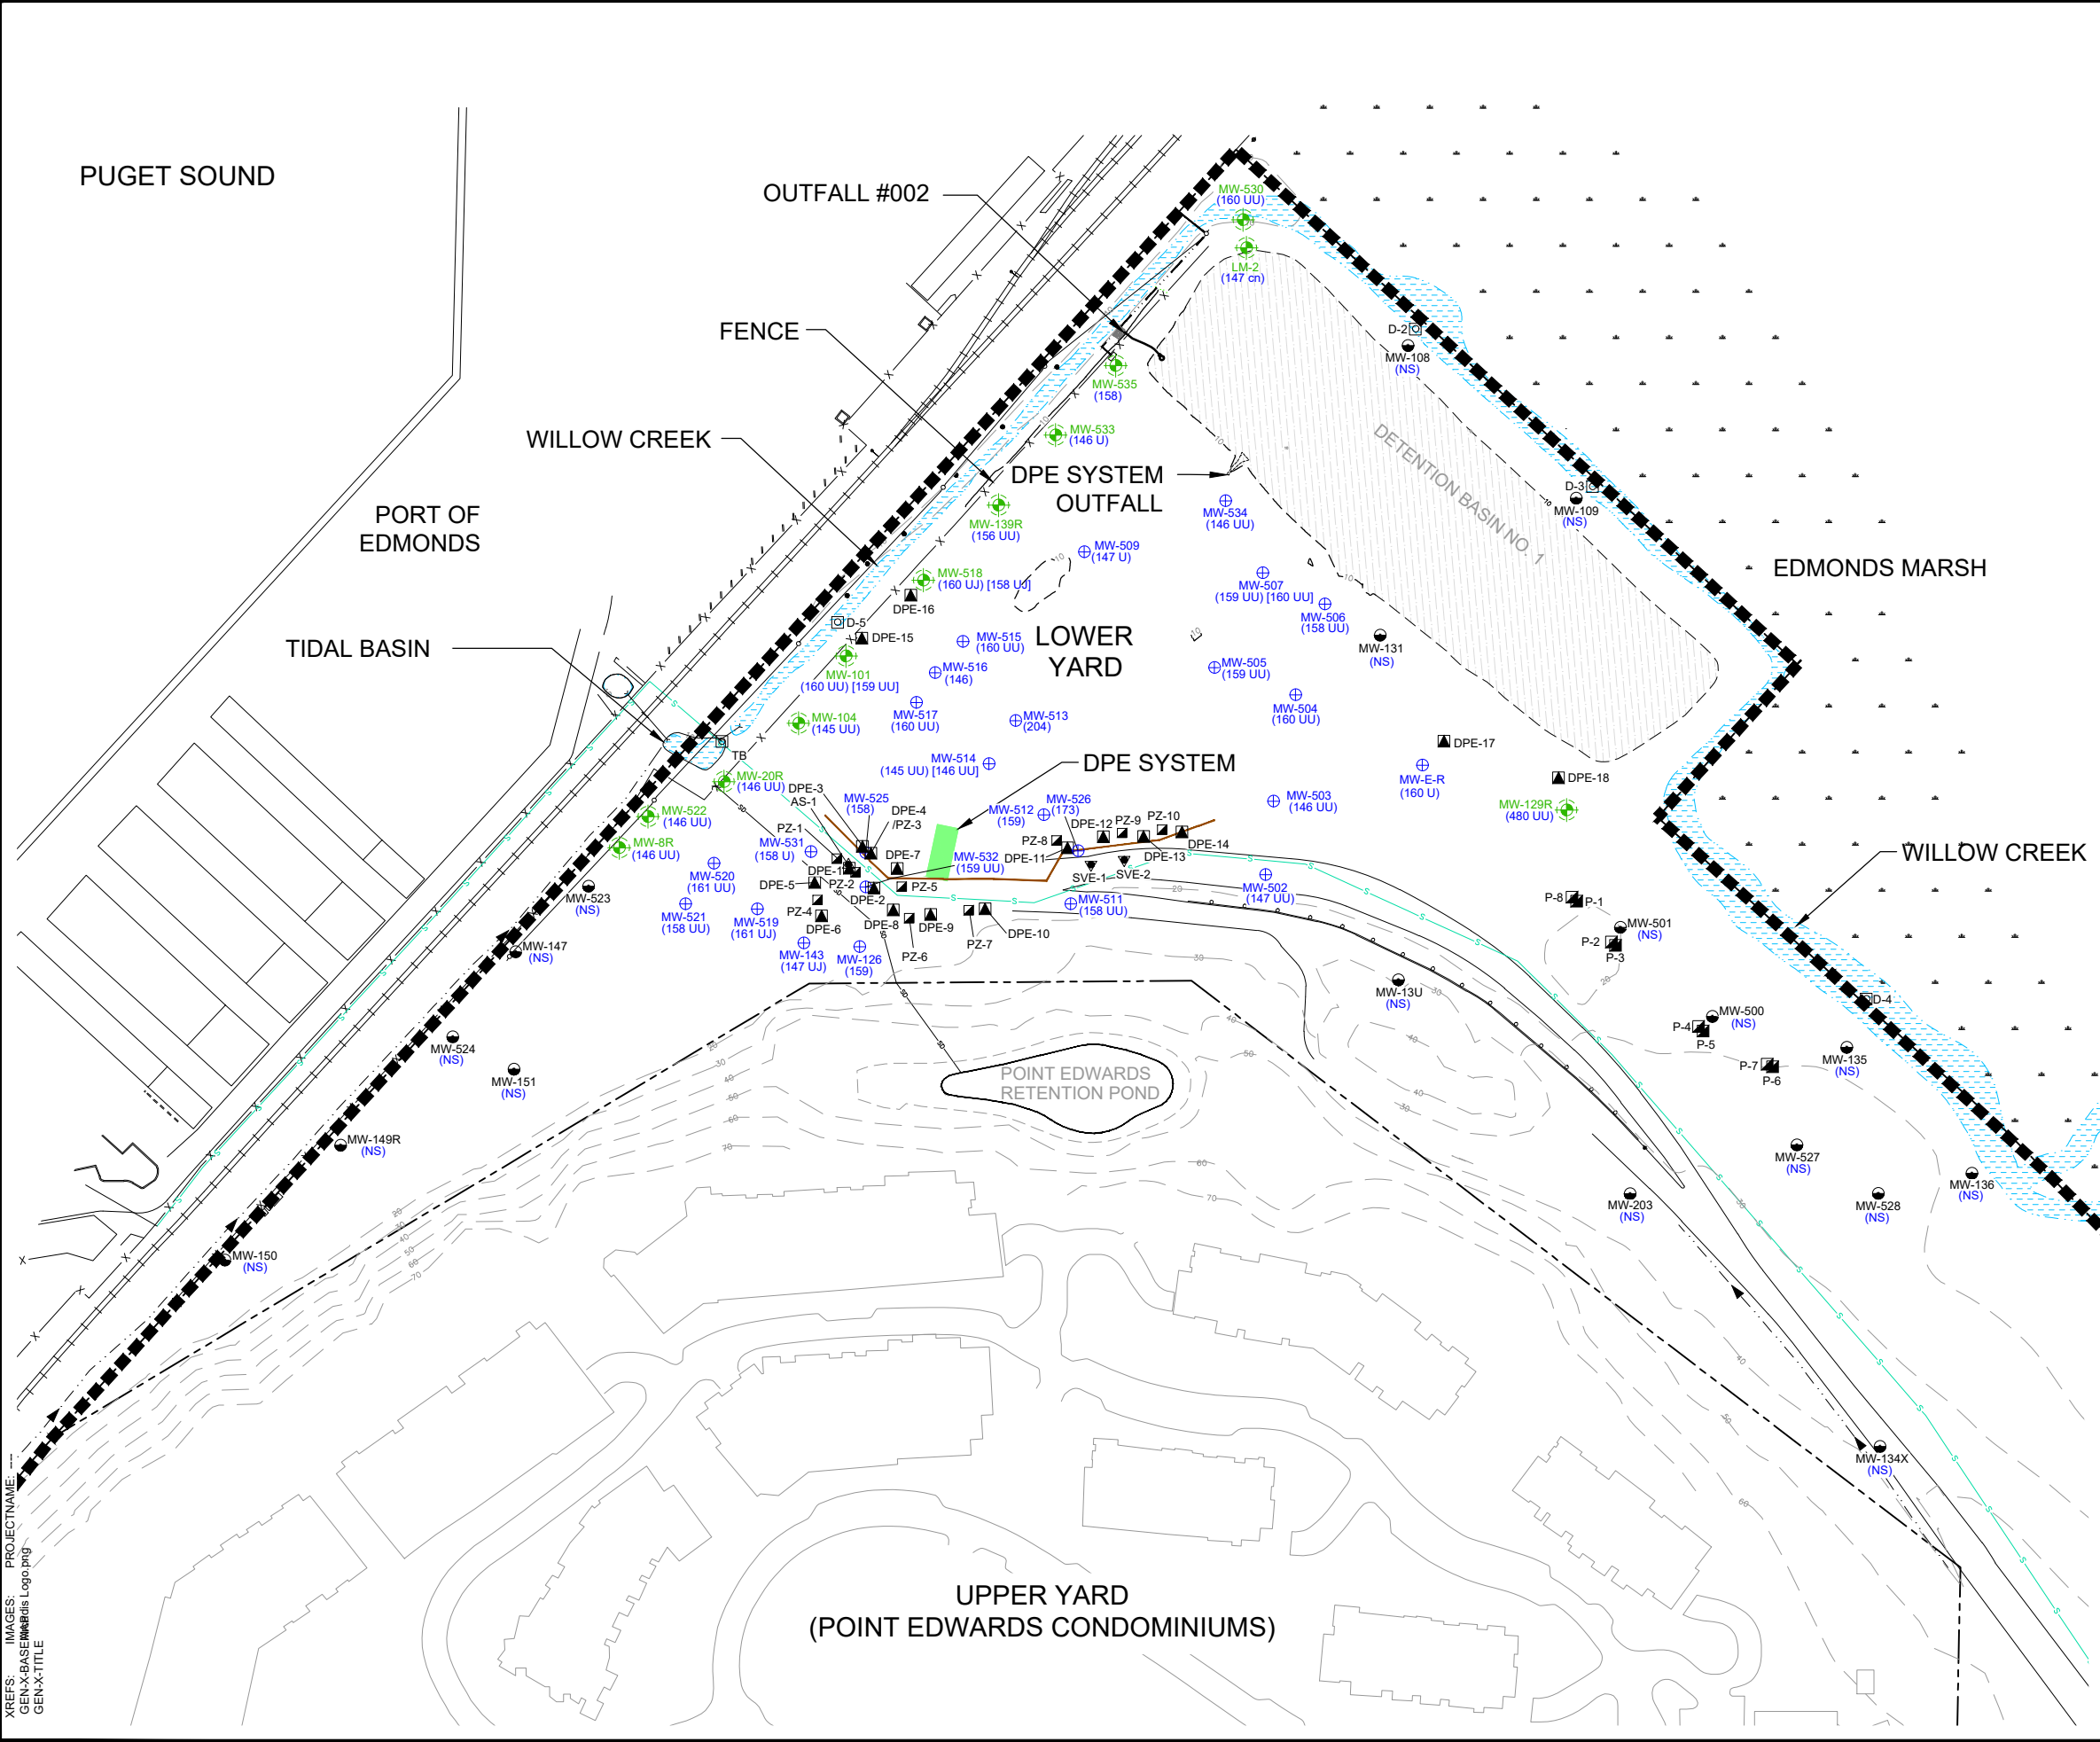 PUGET SOUND
OUTFALL #002
MW-530
(160 UU)
LM-2
(147 cn)
FENCE
D-2
MW-108
(NS)
MW-535
(158)
WILLOW CREEK
MW-533
(146 U)
DETENTION BASIN NO. 1
DPE SYSTEM
OUTFALL
D-3
MW-109
(NS)
PORT OF
EDMONDS
MW-139R
(156 UU)
MW-534
(146 UU)
MW-509
(147 U)
EDMONDS MARSH
MW-518
(160 UJ) [158 UJ]
MW-507
(159 UU) [160 UU]
DPE-16
MW-506
(158 UU)
D-5
DPE-15
TIDAL BASIN
MW-515
(160 UU)
LOWER
YARD
MW-131
(NS)
MW-101
(160 UU) [159 UU]
MW-516
(146)
MW-505
(159 UU)
MW-517
(160 UU)
MW-504
(160 UU)
MW-104
(145 UU)
MW-513
(204)
TB
DPE-17
MW-514
(145 UU) [146 UU]
DPE SYSTEM
MW-E-R
(160 U)
DPE-18
MW-20R
(146 UU)
DPE-3
AS-1
MW-525
(158)
DPE-4
/PZ-3
MW-512
(159)
MW-526
(173)
MW-503
(146 UU)
MW-129R
(480 UU)
MW-522
(146 UU)
PZ-1
MW-531
(158 U)
DPE-12
PZ-9
PZ-10
PZ-8
DPE-14
MW-8R
(146 UU)
DPE-7
DPE-11
DPE-13
MW-532
(159 UU)
WILLOW CREEK
DPE-1
MW-520
(161 UU)
DPE-5
PZ-2
PZ-5
SVE-1
SVE-2
MW-502
(147 UU)
MW-523
(NS)
DPE-2
MW-521
(158 UU)
MW-519
(161 UJ)
PZ-4
DPE-6
DPE-8
DPE-9
DPE-10
MW-511
(158 UU)
P-8
P-1
MW-501
(NS)
MW-147
(NS)
MW-143
(147 UJ)
MW-126
(159)
PZ-6
PZ-7
P-2
P-3
MW-13U
(NS)
D-4
MW-500
(NS)
P-4
P-5
MW-524
(NS)
MW-135
(NS)
MW-151
(NS)
POINT EDWARDS
RETENTION POND
P-7
P-6
MW-149R
(NS)
MW-527
(NS)
MW-136
(NS)
MW-203
(NS)
MW-528
(NS)
MW-150
(NS)
MW-134X
(NS)
UPPER YARD
(POINT EDWARDS CONDOMINIUMS)
XREFS:
IMAGES:
PROJECTNAME: ---
GEN-X-TITLE